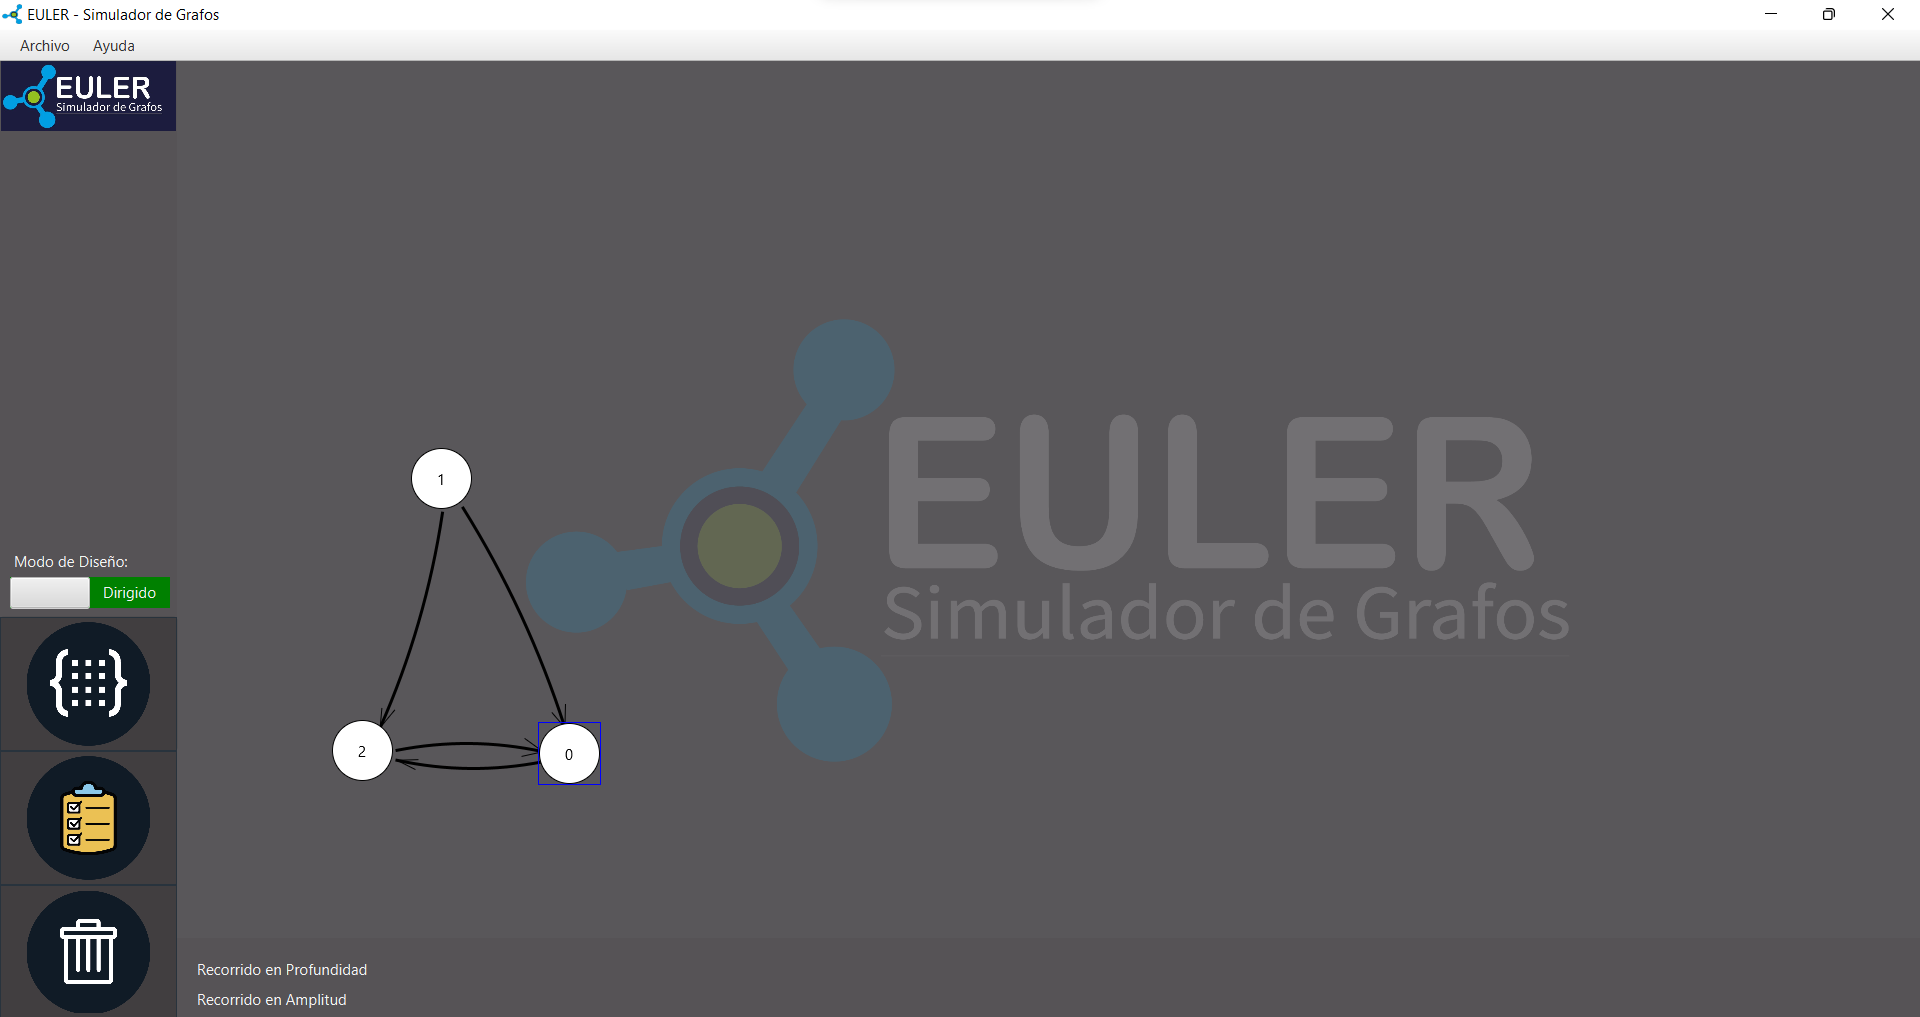 EULER - Simulador de Grafos
Archivo Ayuda
EULER
Simulador de Grafos
1
EULER
Simulador de Grafos
Modo de Diseño:
Dirigido
2
0
Recorrido en Profundidad
Recorrido en Amplitud